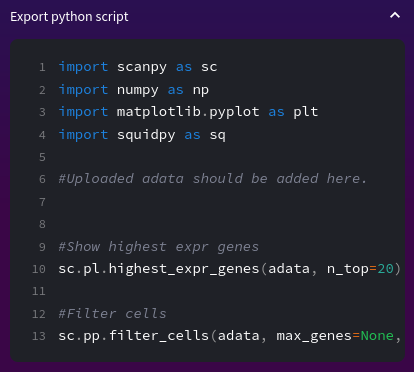 Export python script
1 import scanpy as sc
2 import numpy as np
3 import matplotlib.pyplot as plt
4 import squidpy as sq
5
6 #Uploaded adata should be added here.
7
8
9 #Show highest expr genes
10 sc.pl.highest_expr_genes(adata, n_top=20)
11
12 #Filter cells
13 sc.pp.filter_cells(adata, max_genes=None,